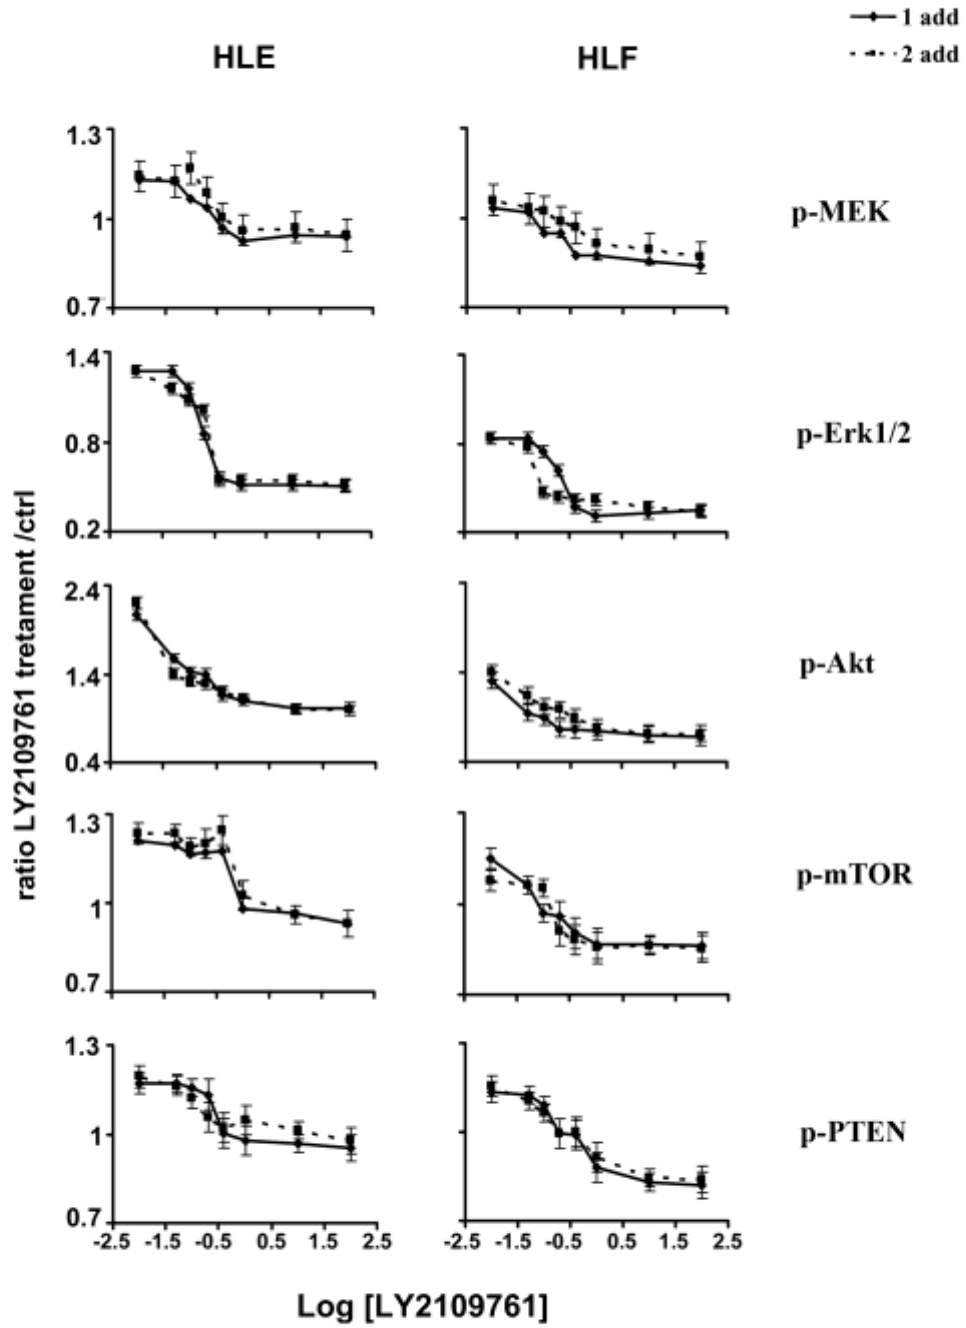 1 add
2 add
HLE
HLF
1.3
1
0.7
p-MEK
1.4
0.8
0.2
p-Erk1/2
2.4
1.4
0.4
p-Akt
1.3
1
0.7
p-mTOR
1.3
1
0.7
p-PTEN
-2.5 -1.5 -0.5 0.5 1.5 2.5
-2.5 -1.5 -0.5 0.5 1.5 2.5
ratio LY2109761 tretament /ctrl
Log [LY2109761]